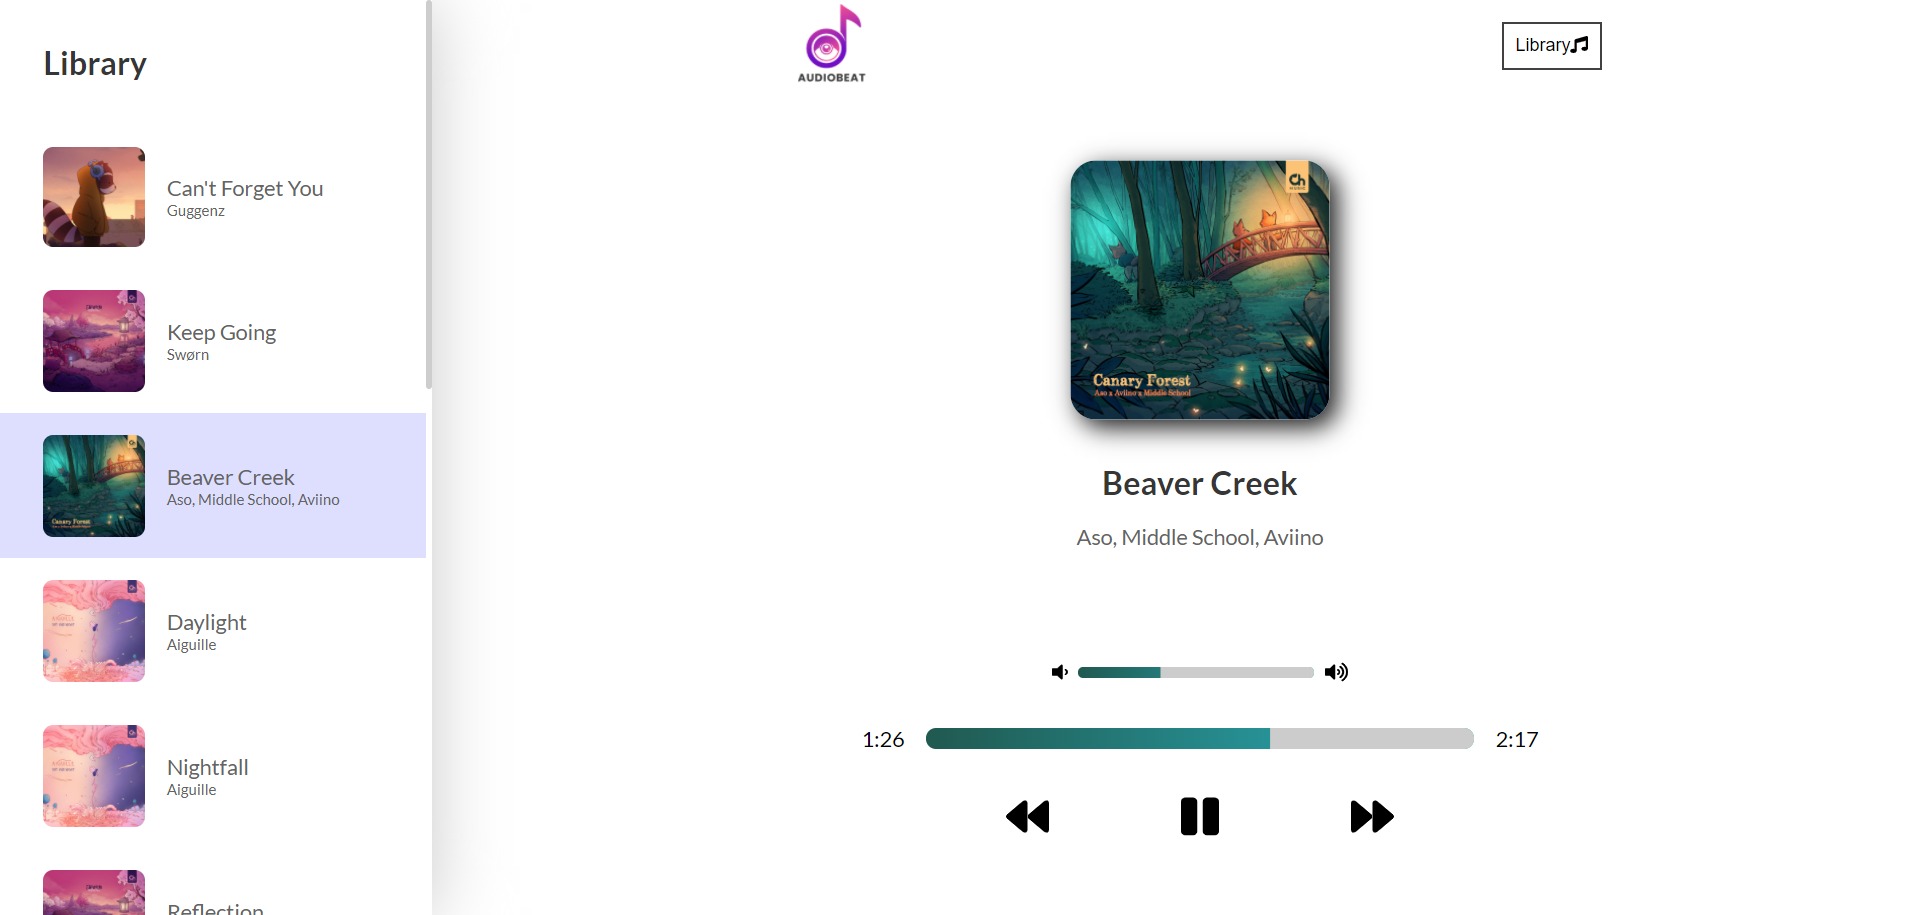 Library
Can't Forget You
Guggenz
Keep Going
Swørn
Beaver Creek
Aso, Middle School, Aviino
Daylight
Aiguille
Nightfall
Aiguille
Reflection
AUDIOBEAT
Library
Ch
Canary Forest
Aso x Aviino x Middle School
Beaver Creek
Aso, Middle School, Aviino
1:26
2:17